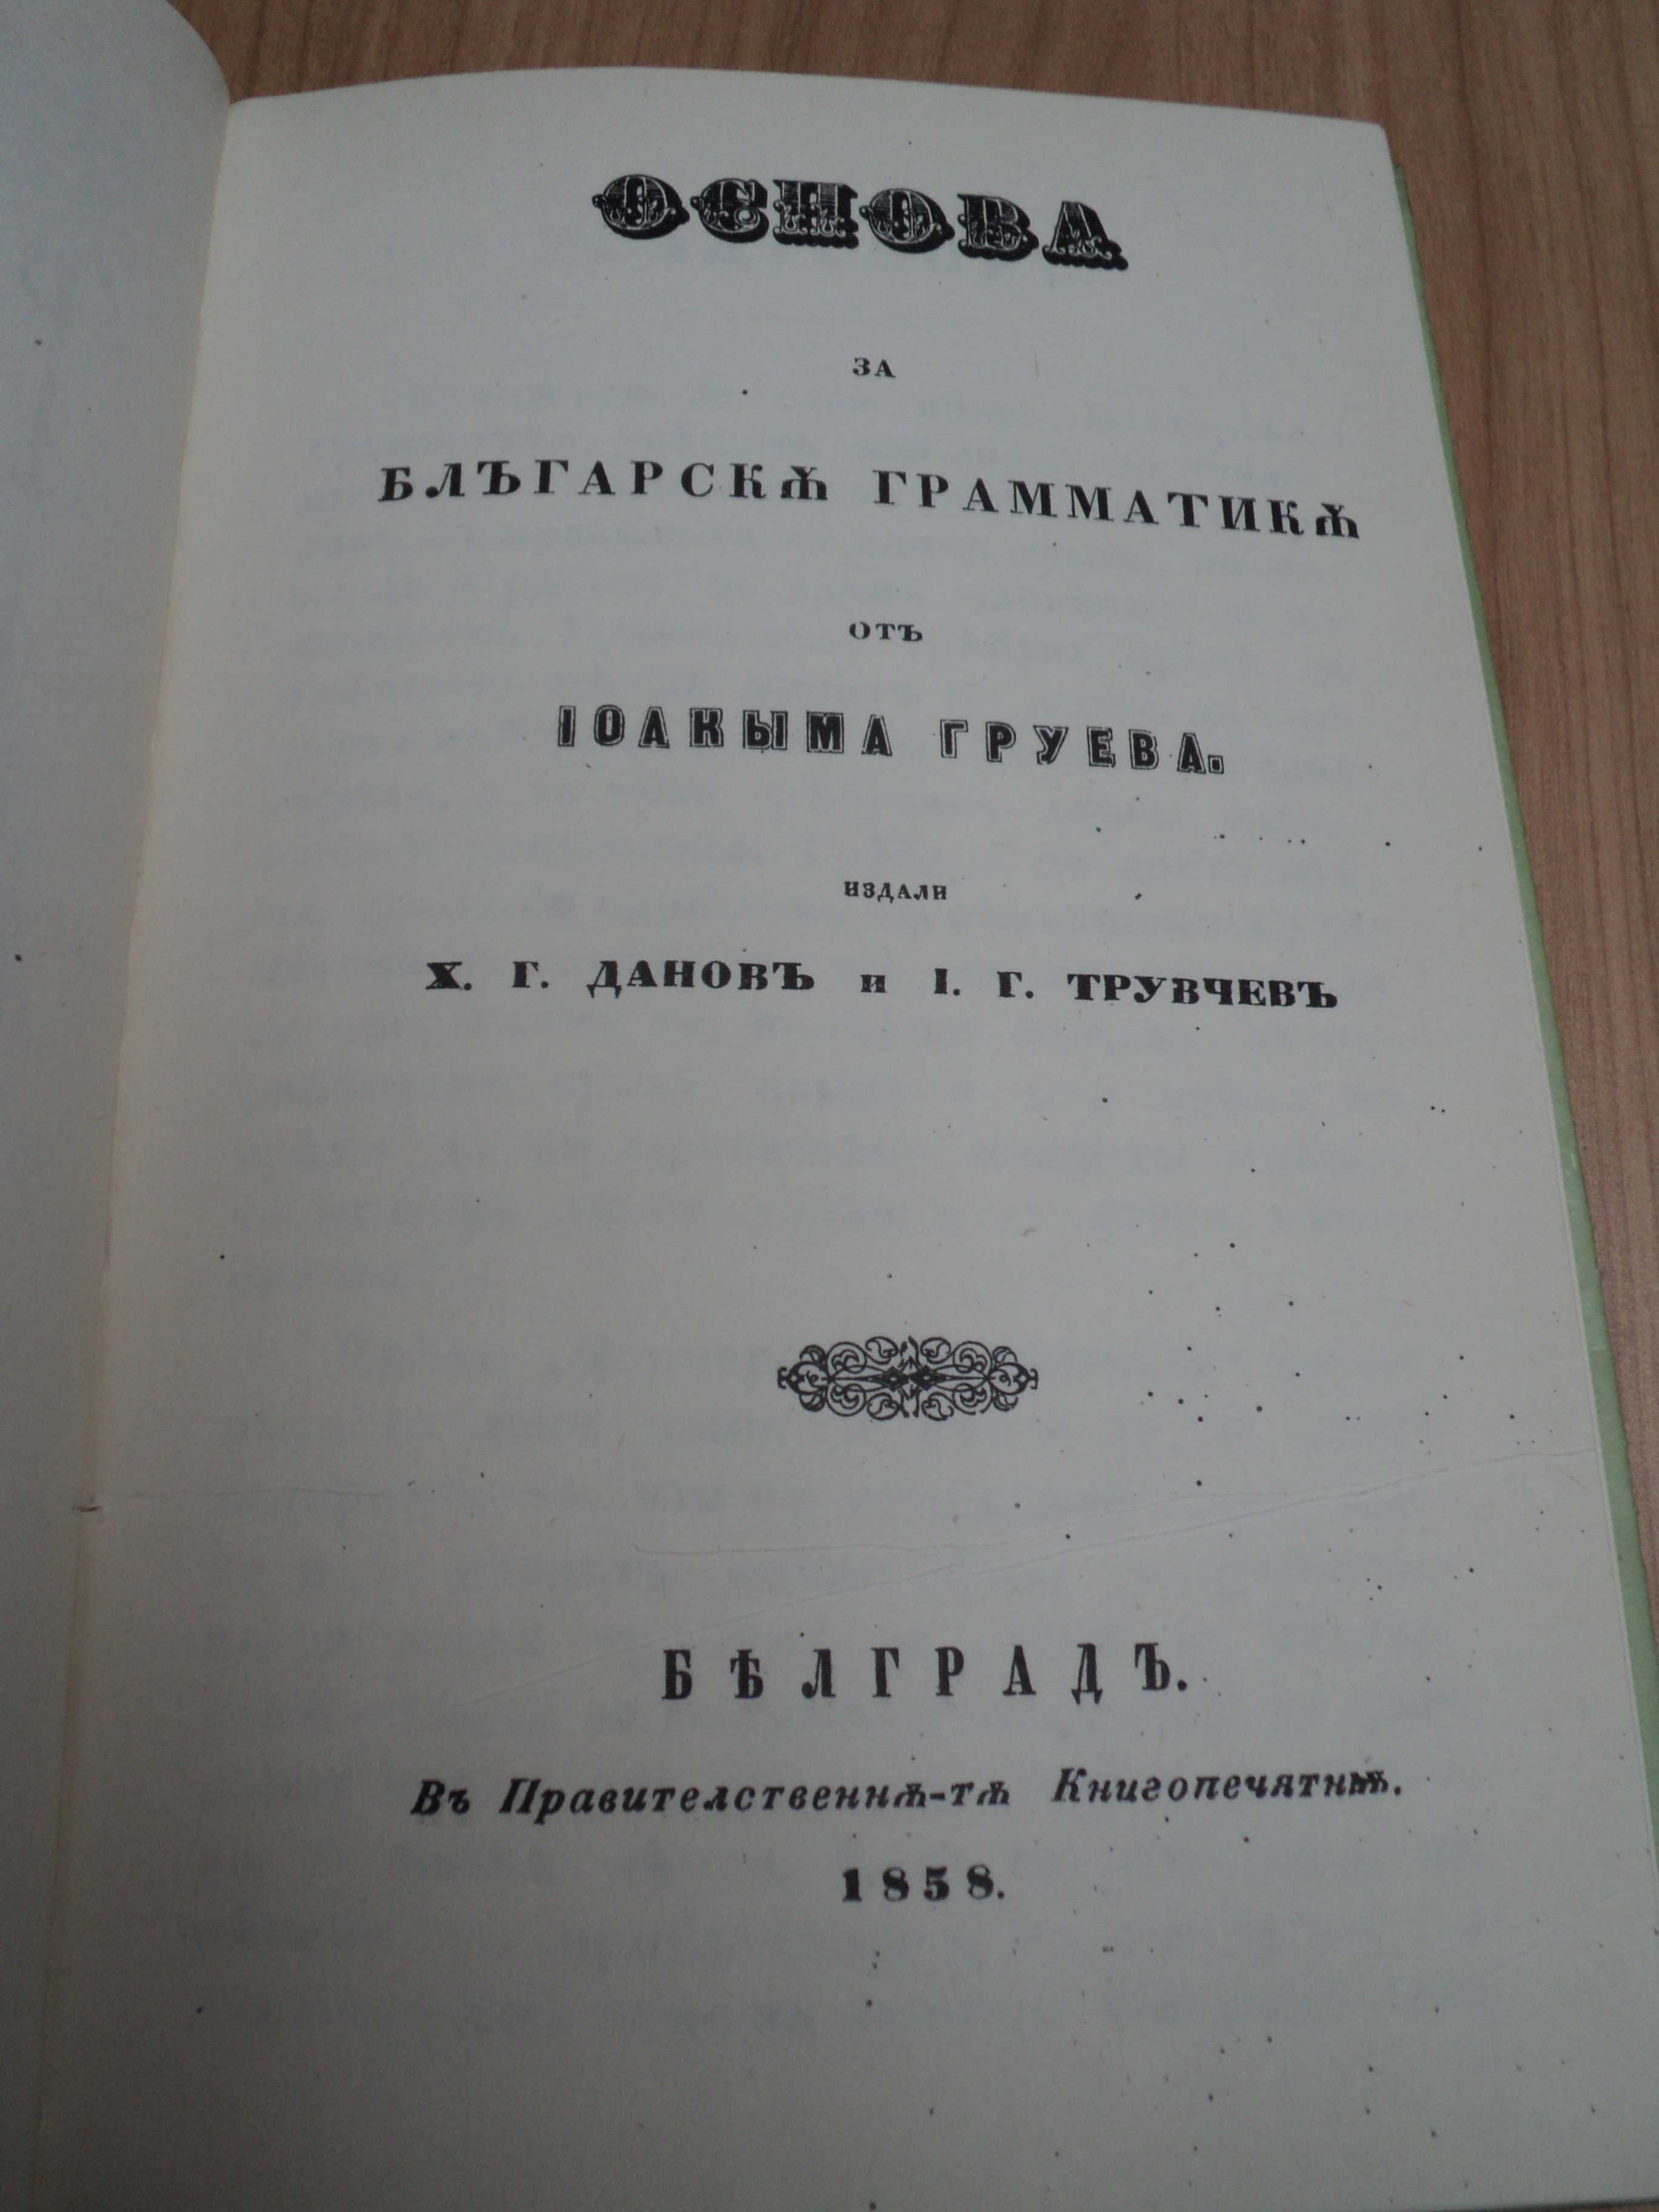 ОСНОВА
ЗА
БЛЪГАРСКѪ ГРАММАТИКѪ
ОТЪ
ІОАКЫМА ГРУЕВА.
ИЗДАЛИ
Х. Г. ДАНОВЪ и І. Г. ТРУВЧЕВЪ
БѢЛГРАДЪ.
Въ Правителственнѫ-тѫ Книгопечятнѭ.
1858.